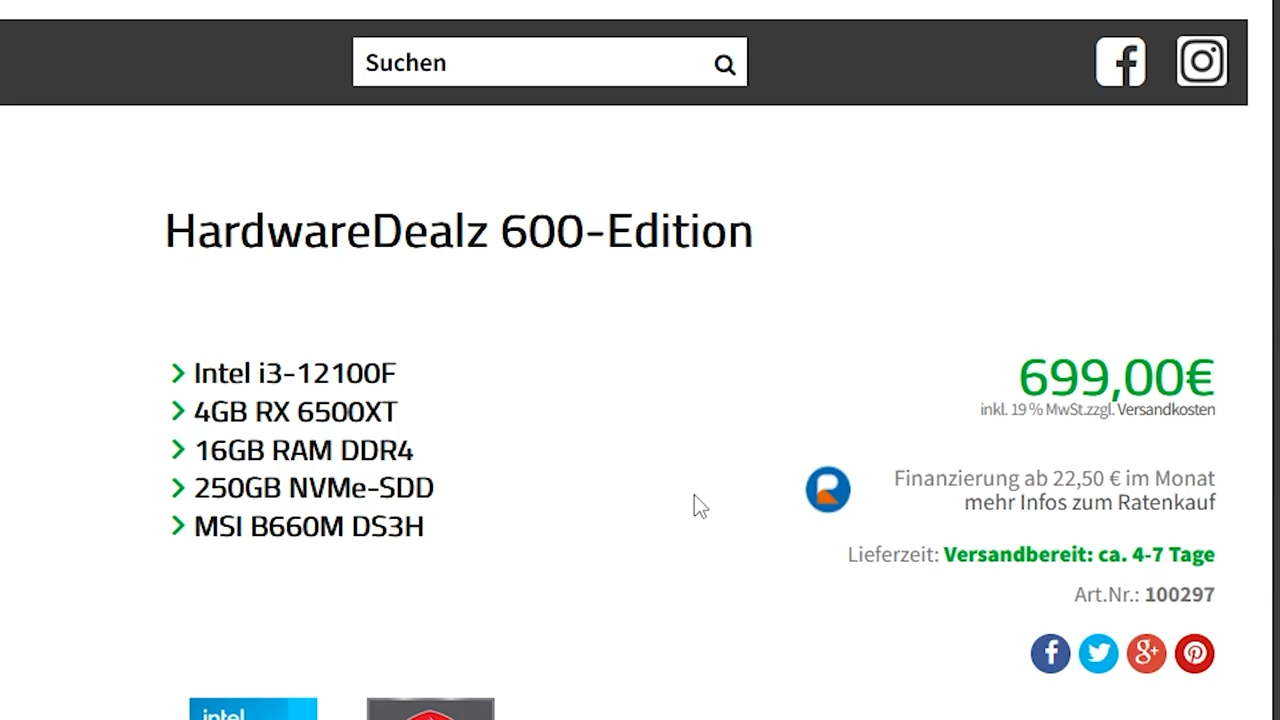 Suchen
HardwareDealz 600-Edition
Intel i3-12100F
4GB RX 6500XT
16GB RAM DDR4
250GB NVMe-SDD
MSI B660M DS3H
699,00€
inkl. 19 % MwSt.zzgl. Versandkosten
Finanzierung ab 22,50 € im Monat
mehr Infos zum Ratenkauf
Lieferzeit: Versandbereit: ca. 4-7 Tage
Art.Nr.: 100297
intel